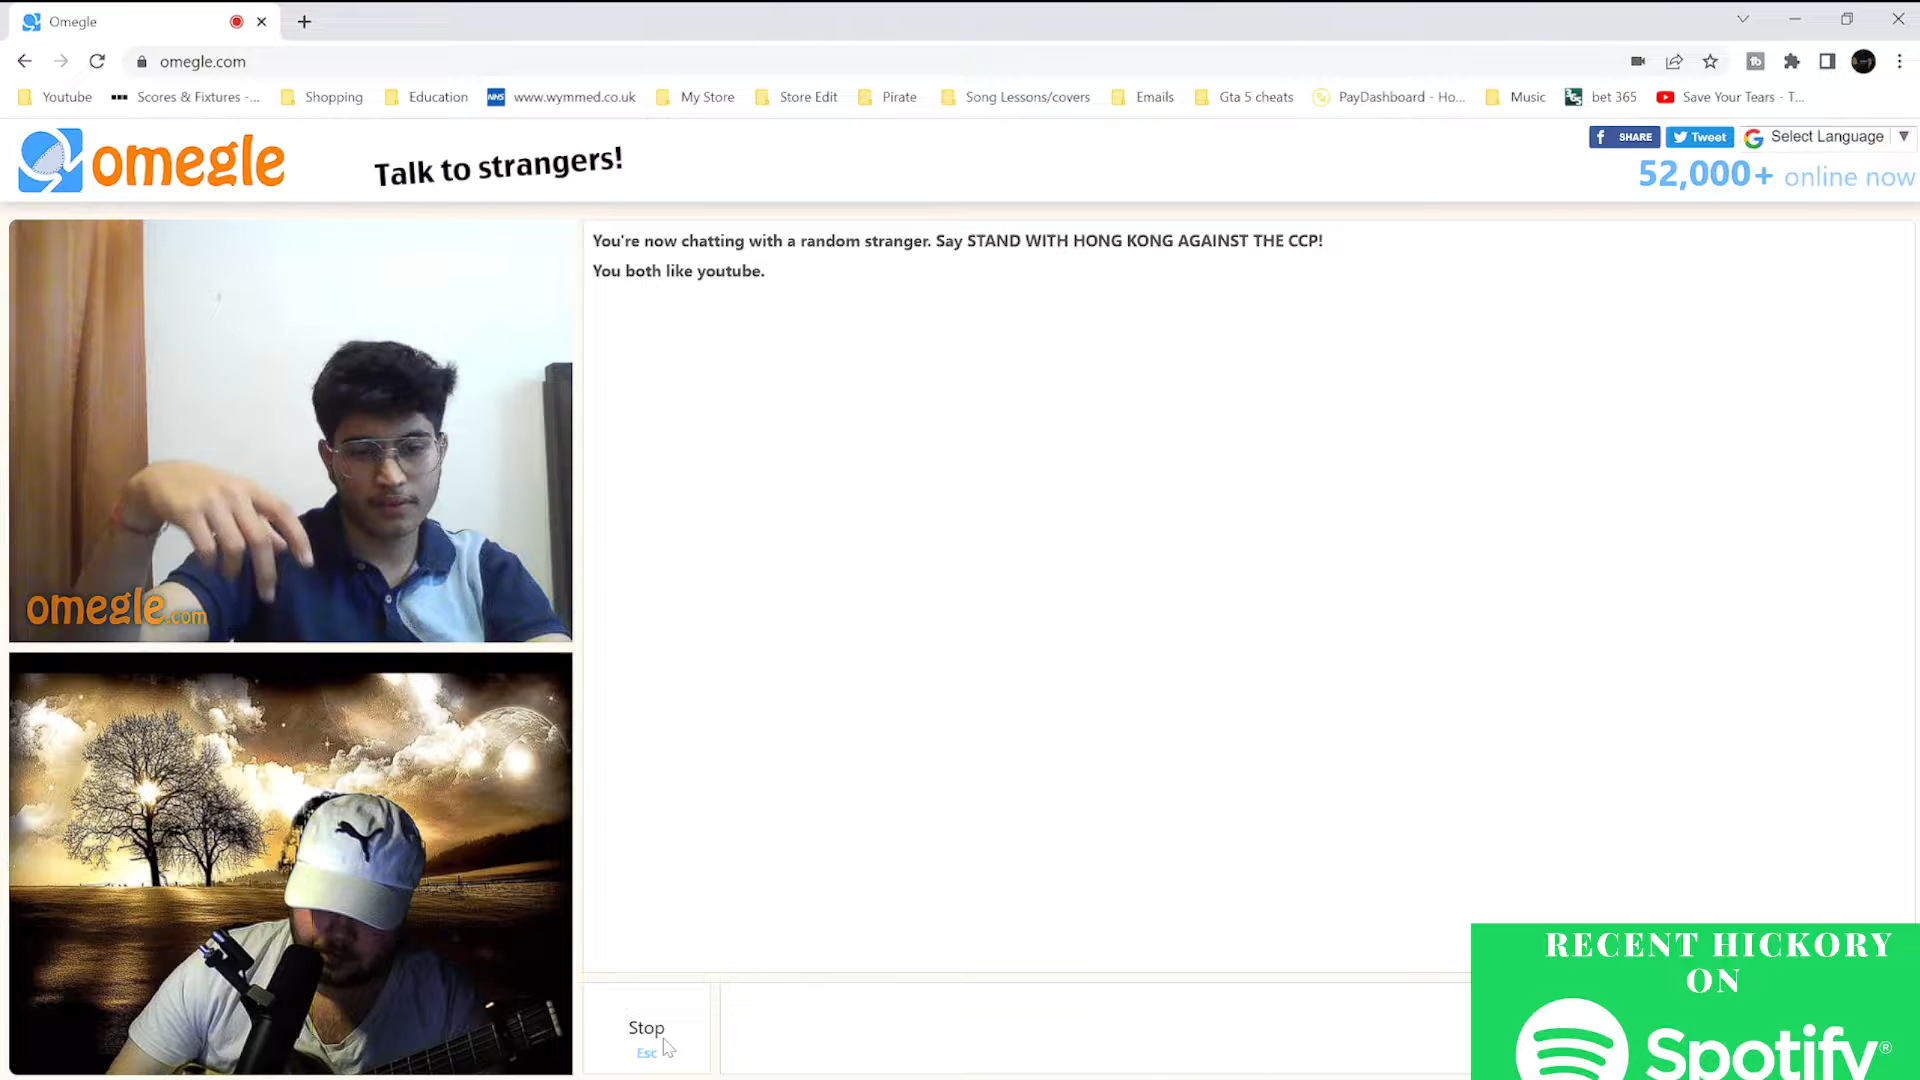 Omegle
omegle.com
Youtube
Scores & Fixtures -...
Shopping
Education
NHS
www.wymmed.co.uk
My Store
Store Edit
Pirate
Song Lessons/covers
Emails
Gta 5 cheats
PayDashboard - Ho...
Music
bet 365
Save Your Tears - T...
omegle
Talk to strangers!
f SHARE
Tweet
Select Language
52,000+ online now
You're now chatting with a random stranger. Say STAND WITH HONG KONG AGAINST THE CCP!
You both like youtube.
omegle.com
Stop
Esc
RECENT HICKORY
ON
Spotify®